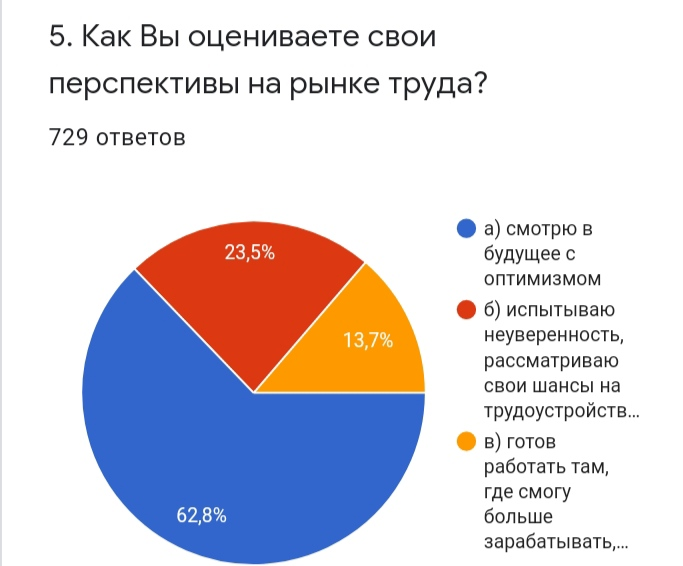 5. Как Вы оцениваете свои
перспективы на рынке труда?
729 ответов
23,5%
13,7%
62,8%
а) смотрю в
будущее с
оптимизмом
б) испытываю
неуверенность,
рассматриваю
свои шансы на
трудоустройств...
в) готов
работать там,
где смогу
больше
зарабатывать,...